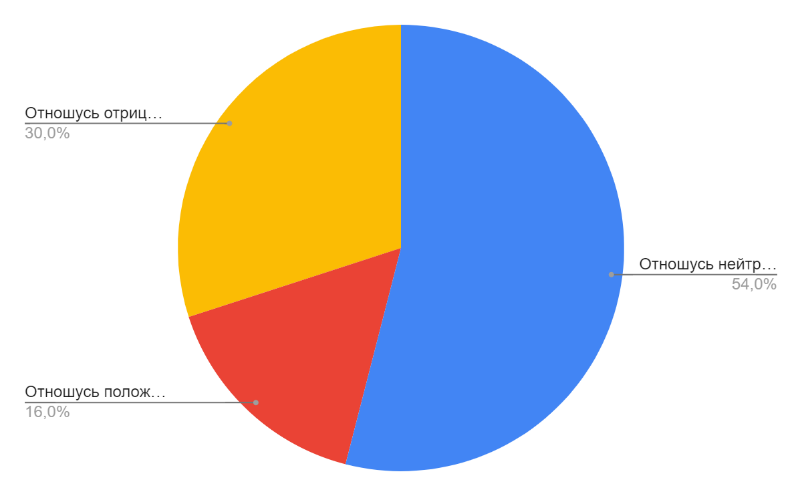 Отношусь отриц…
30,0%
Отношусь нейтр…
54,0%
Отношусь полож…
16,0%